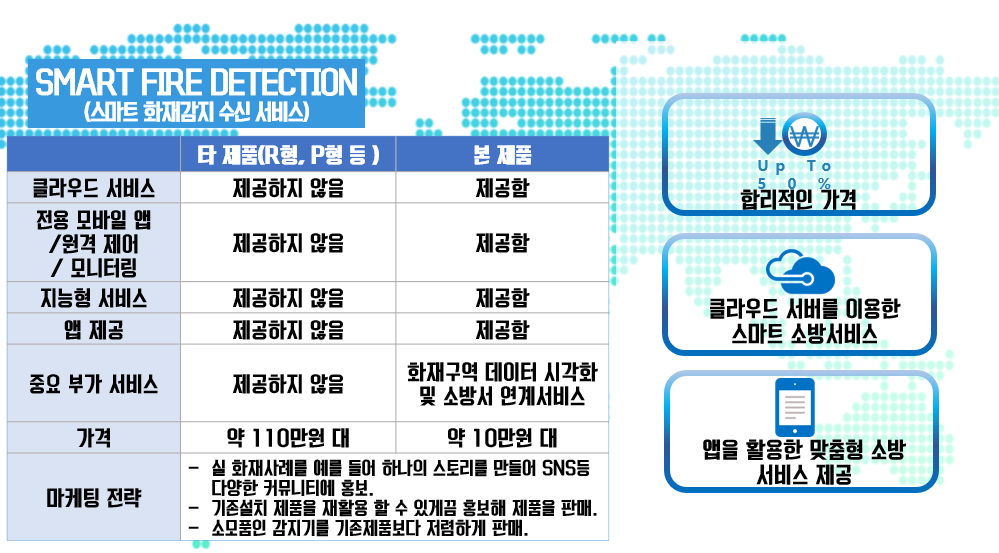 SMART FIRE DETECTION
(스마트 화재감지 수신 서비스)
타 제품(R형, P형 등 )
본 제품
클라우드 서비스
제공하지 않음
제공함
전용 모바일 앱
/원격 제어
/ 모니터링
제공하지 않음
제공함
지능형 서비스
제공하지 않음
제공함
앱 제공
제공하지 않음
제공함
중요 부가 서비스
제공하지 않음
화재구역 데이터 시각화
및 소방서 연계서비스
가격
약 110만원 대
약 10만원 대
마케팅 전략
- 실 화재사례를 예를 들어 하나의 스토리를 만들어 SNS등
다양한 커뮤니티에 홍보.
- 기존설치 제품을 재활용 할 수 있게끔 홍보해 제품을 판매.
- 소모품인 감지기를 기존제품보다 저렴하게 판매.
₩
Up To
50%
합리적인 가격
클라우드 서버를 이용한
스마트 소방서비스
앱을 활용한 맞춤형 소방
서비스 제공